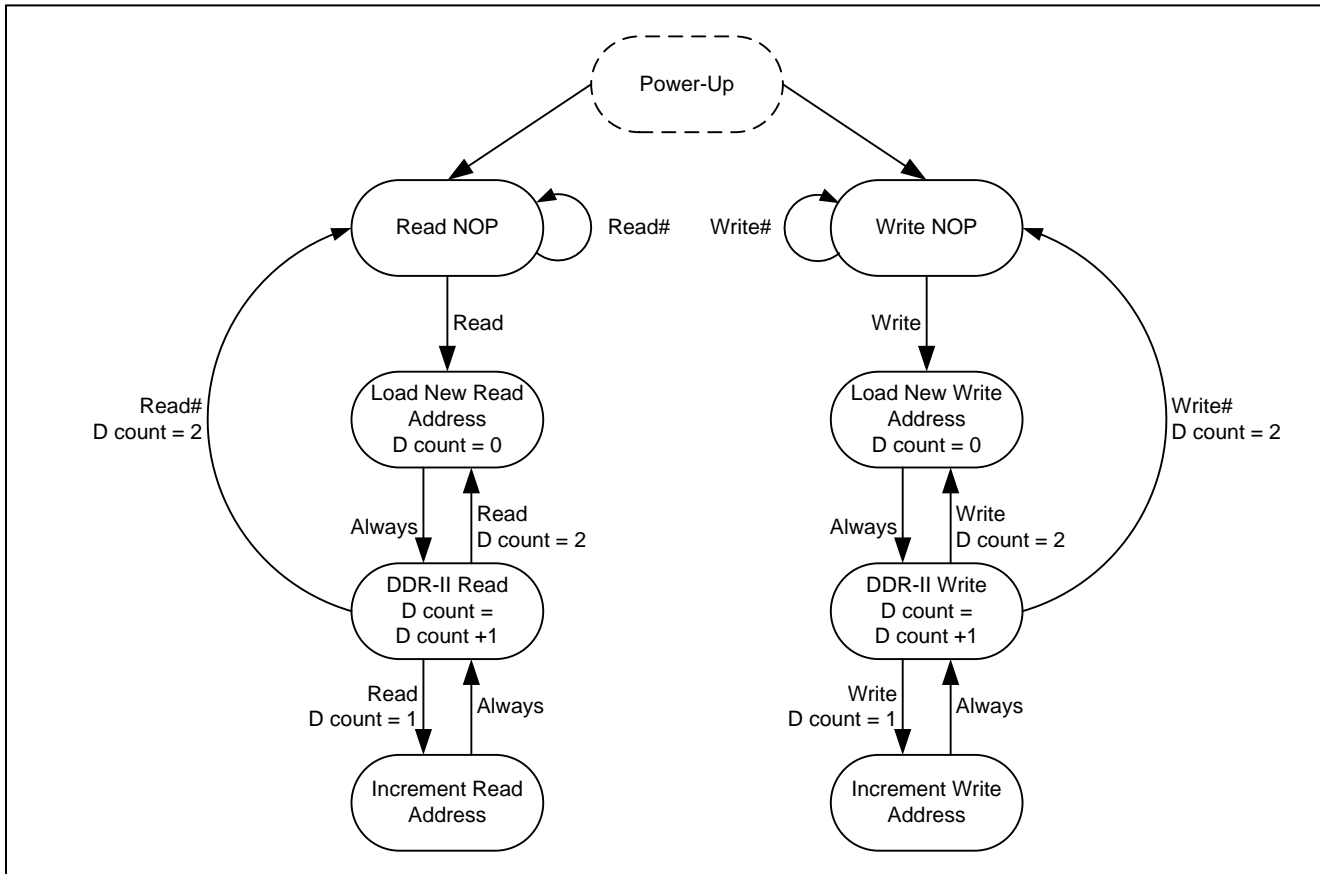 Power-Up
Read NOP
Read#
Write#
Write NOP
Read
Write
Load New Read
Address
D count = 0
Load New Write
Address
D count = 0
Read#
D count = 2
Write#
D count = 2
Always
Read
D count = 2
Always
Write
D count = 2
DDR-II Read
D count =
D count +1
DDR-II Write
D count =
D count +1
Read
D count = 1
Always
Write
D count = 1
Always
Increment Read
Address
Increment Write
Address